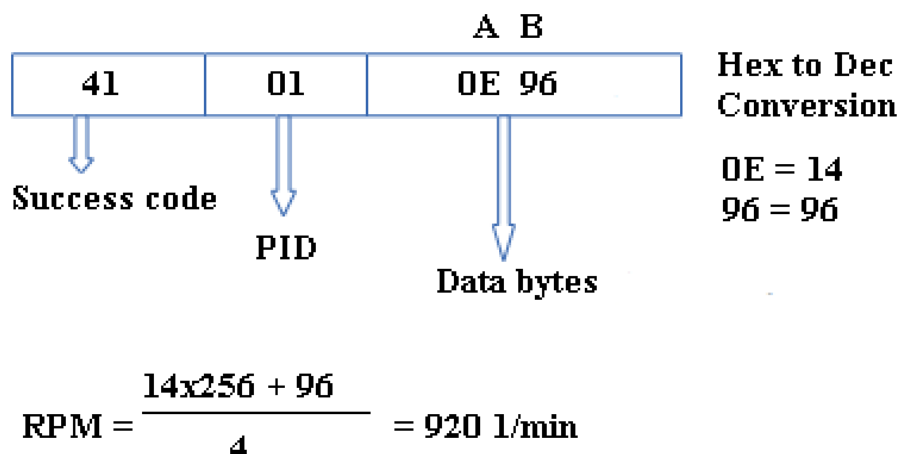 A B
41 01 0E 96
Hex to Dec
Conversion
0E = 14
96 = 96
Success code
PID
Data bytes
14x256 + 96
RPM = = 920 1/min
4